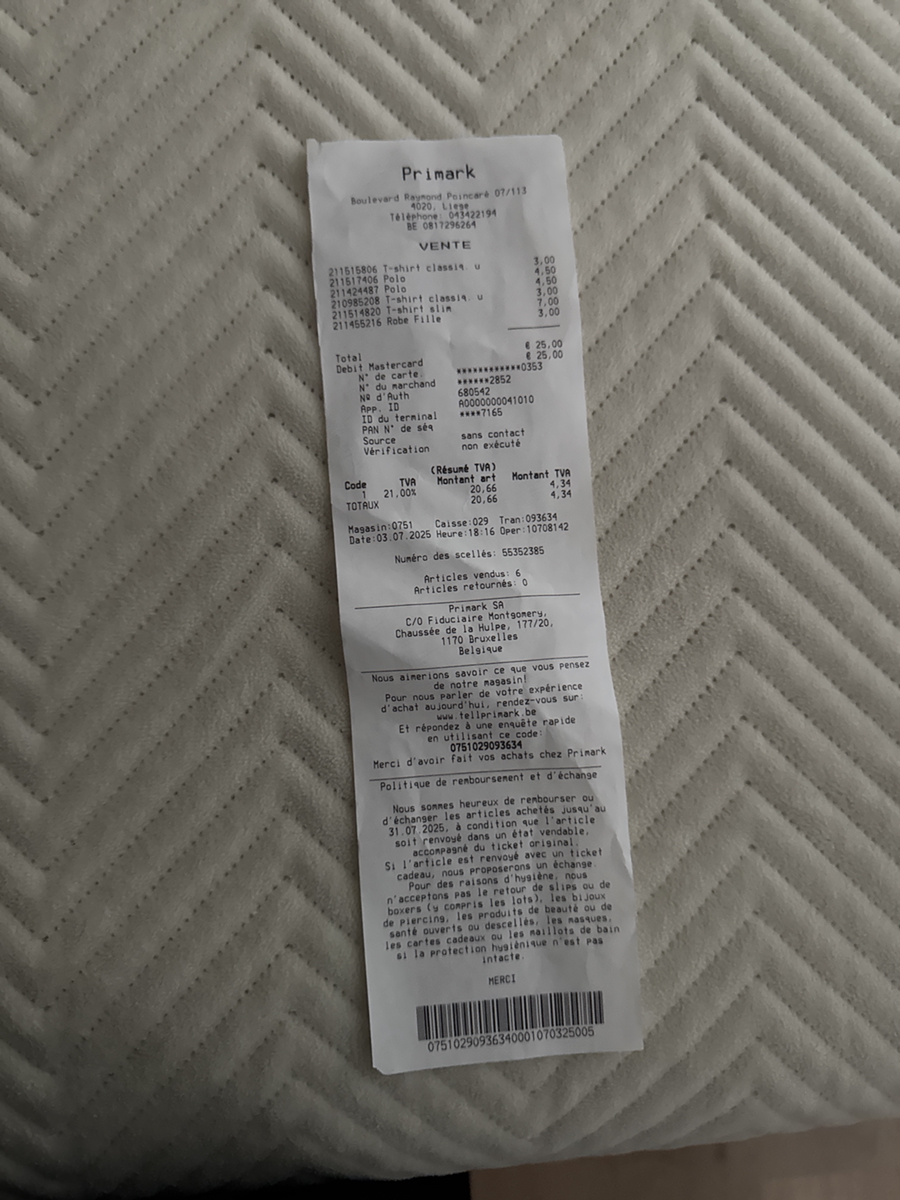 Primark
Boulevard Raymond Poincaré 07/113
4020, Liege
Téléphone: 043422194
BE 0817296264
VENTE
211515806 T-shirt classiq. u 3,00
211517406 Polo 4,50
211424487 Polo 4,50
210985208 T-shirt classiq. u 3,00
211514820 T-shirt slim 7,00
211455216 Robe Fille 3,00
Total € 25,00
Debit Mastercard € 25,00
N° de carte ************0353
N° du marchand ******2852
Nº d'Auth 680542
App. ID A0000000041010
ID du terminal ****7165
PAN N° de séq
Source sans contact
Vérification non exécuté
(Résumé TVA)
Code TVA Montant art Montant TVA
1 21,00% 20,66 4,34
TOTAUX 20,66 4,34
Magasin:0751 Caisse:029 Tran:093634
Date:03.07.2025 Heure:18:16 Oper:10708142
Numéro des scellés: 55352385
Articles vendus: 6
Articles retournés: 0
Primark SA
C/O Fiduciaire Montgomery,
Chaussée de la Hulpe, 177/20,
1170 Bruxelles
Belgique
Nous aimerions savoir ce que vous pensez
de notre magasin!
Pour nous parler de votre expérience
d'achat aujourd'hui, rendez-vous sur:
www.tellprimark.be
Et répondez à une enquête rapide
en utilisant ce code:
0751029093634
Merci d'avoir fait vos achats chez Primark
Politique de remboursement et d'échange
Nous sommes heureux de rembourser ou
d'échanger les articles achetés jusqu'au
31.07.2025, à condition que l'article
soit renvoyé dans un état vendable,
accompagné du ticket original.
Si l'article est renvoyé avec un ticket
cadeau, nous proposerons un échange.
Pour des raisons d'hygiène, nous
n'acceptons pas le retour de slips ou de
boxers (y compris les lots), les bijoux
de piercing, les produits de beauté ou de
santé ouverts ou descellés, les masques,
les cartes cadeaux ou les maillots de bain
si la protection hygiénique n'est pas
intacte.
MERCI
07510290936340001070325005